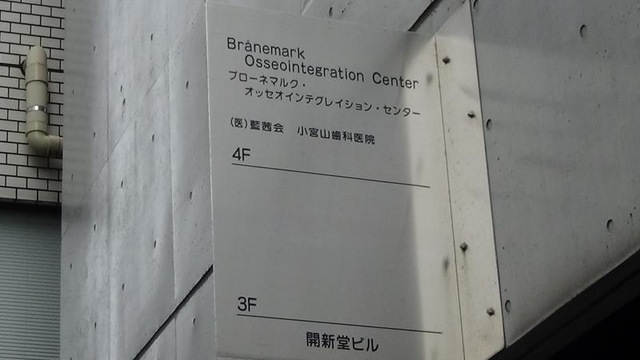 Brånemark
Osseointegration Center
ブローネマルク・
オッセオインテグレイション・センター
(医)藍茜会 小宮山歯科医院
4F
3F
開新堂ビル